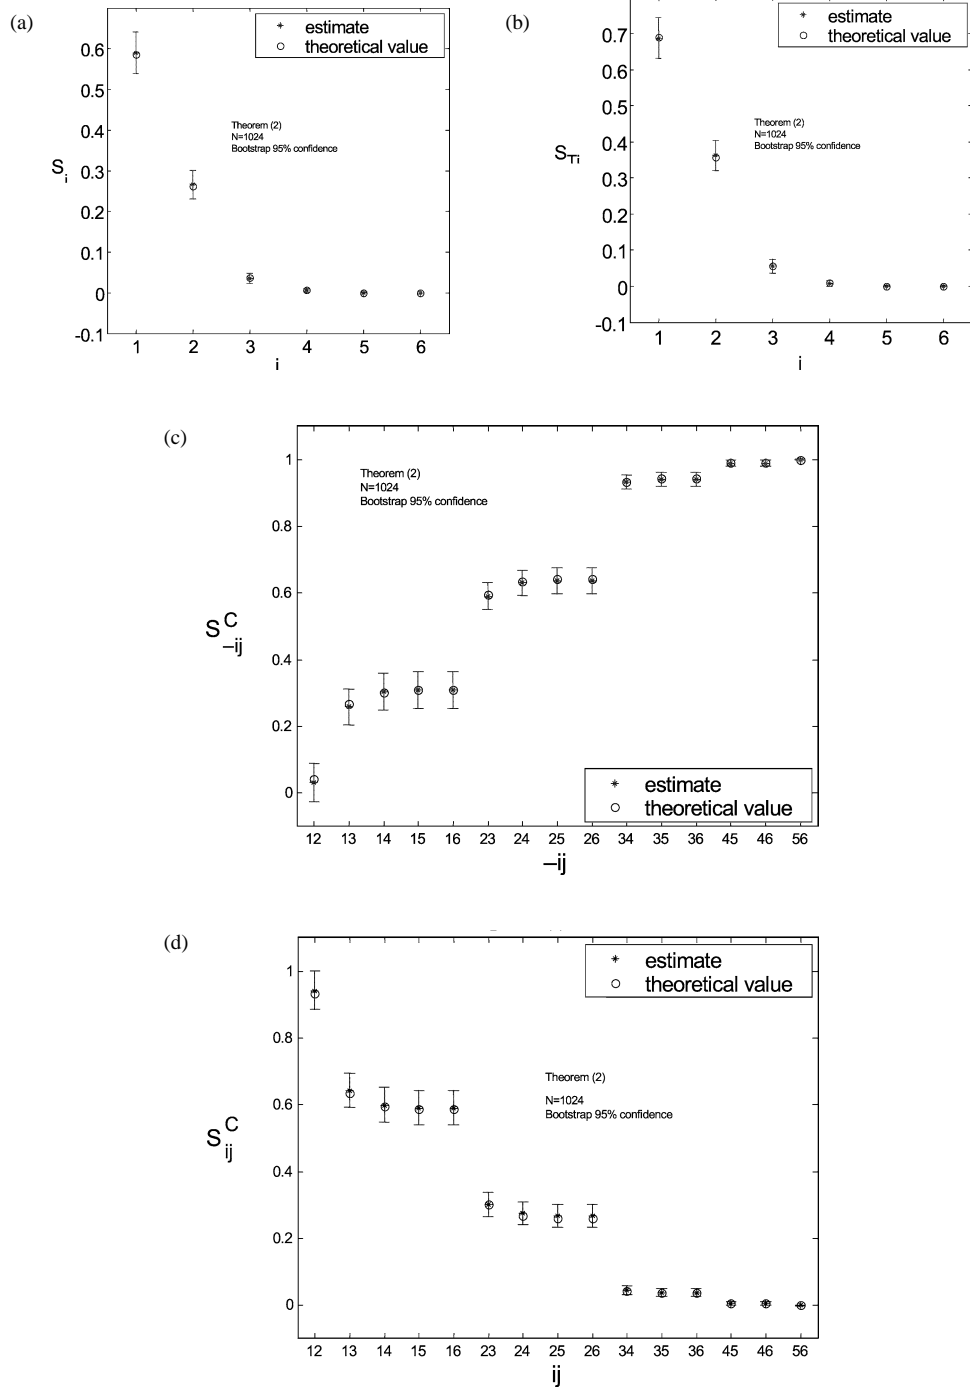 (a)
estimate
theoretical value
0.6
0.5
0.4
0.3
0.2
0.1
0
-0.1
S_i
Theorem (2)
N=1024
Bootstrap 95% confidence
1 2 3 4 5 6
i
(b)
estimate
theoretical value
0.7
0.6
0.5
0.4
0.3
0.2
0.1
0
-0.1
S_Ti
Theorem (2)
N=1024
Bootstrap 95% confidence
1 2 3 4 5 6
i
(c)
1
0.8
0.6
0.4
0.2
0
S^C_–ij
Theorem (2)
N=1024
Bootstrap 95% confidence
estimate
theoretical value
12 13 14 15 16 23 24 25 26 34 35 36 45 46 56
–ij
(d)
1
0.8
0.6
0.4
0.2
0
S^C_ij
estimate
theoretical value
Theorem (2)
N=1024
Bootstrap 95% confidence
12 13 14 15 16 23 24 25 26 34 35 36 45 46 56
ij